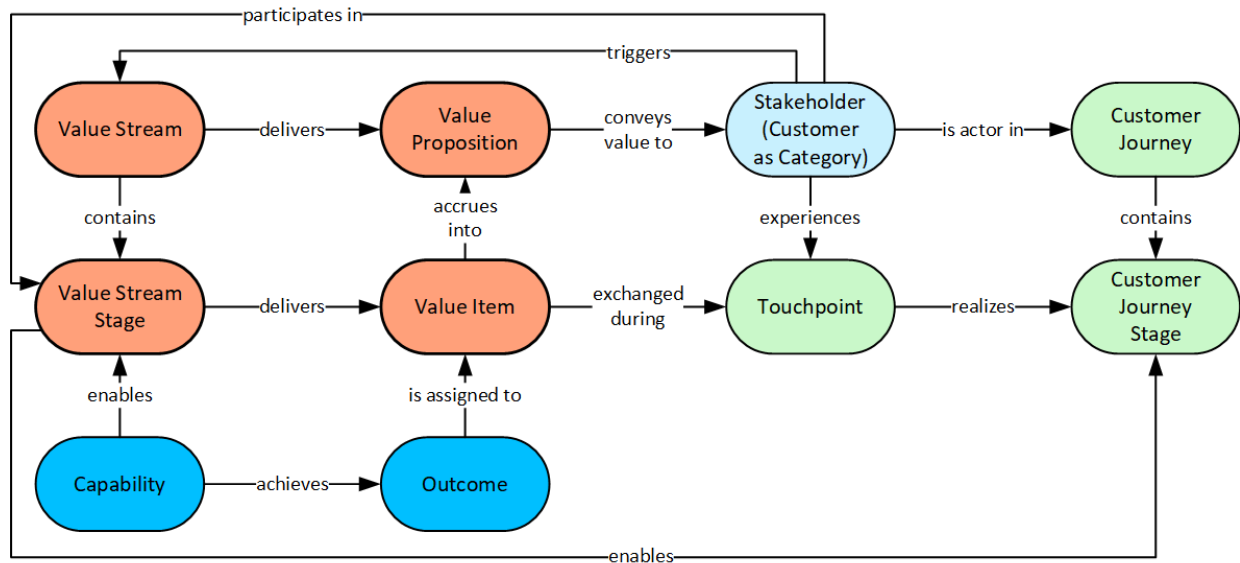 participates in
triggers
Value Stream
delivers
Value
Proposition
conveys
value to
Stakeholder
(Customer
as Category)
is actor in
Customer
Journey
contains
accrues
into
experiences
contains
Value Stream
Stage
delivers
Value Item
exchanged
during
Touchpoint
realizes
Customer
Journey
Stage
enables
is assigned to
Capability
achieves
Outcome
enables